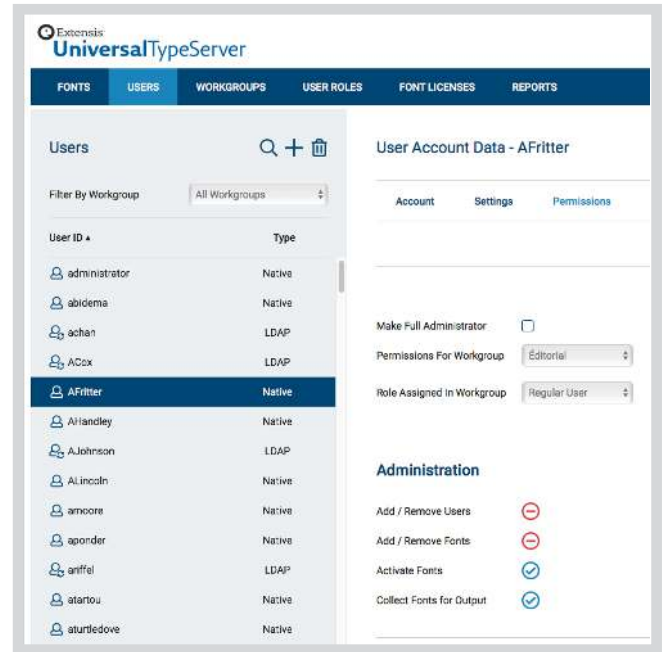 Extensis
UniversalTypeServer
FONTS USERS WORKGROUPS USER ROLES FONT LICENSES REPORTS
Users
Filter By Workgroup All Workgroups
User ID Type
administrator Native
abidema Native
achan LDAP
ACox LDAP
AFritter Native
AHandley Native
AJohnson LDAP
ALincoln Native
amoore Native
aponder Native
ariffel LDAP
atartou Native
aturtledove Native
User Account Data - AFritter
Account Settings Permissions
Make Full Administrator
Permissions For Workgroup Éditorial
Role Assigned In Workgroup Regular User
Administration
Add / Remove Users
Add / Remove Fonts
Activate Fonts
Collect Fonts for Output